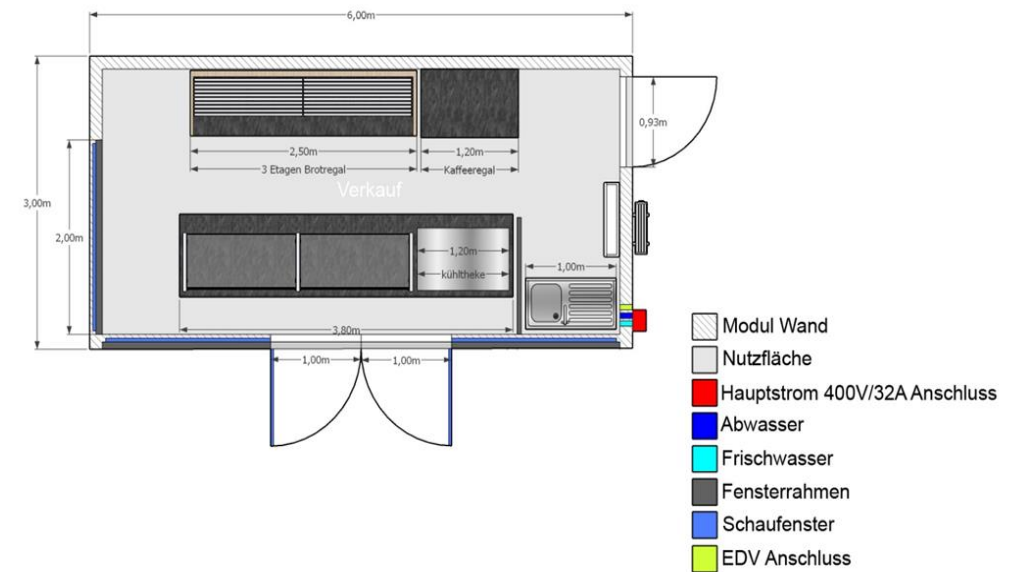 6,00m
0,93m
2,50m
1,20m
3 Etagen Brotregal
Kaffeeregal
Verkauf
3,00m
2,00m
1,20m
kühltheke
1,00m
3,80m
1,00m
1,00m
Modul Wand
Nutzfläche
Hauptstrom 400V/32A Anschluss
Abwasser
Frischwasser
Fensterrahmen
Schaufenster
EDV Anschluss